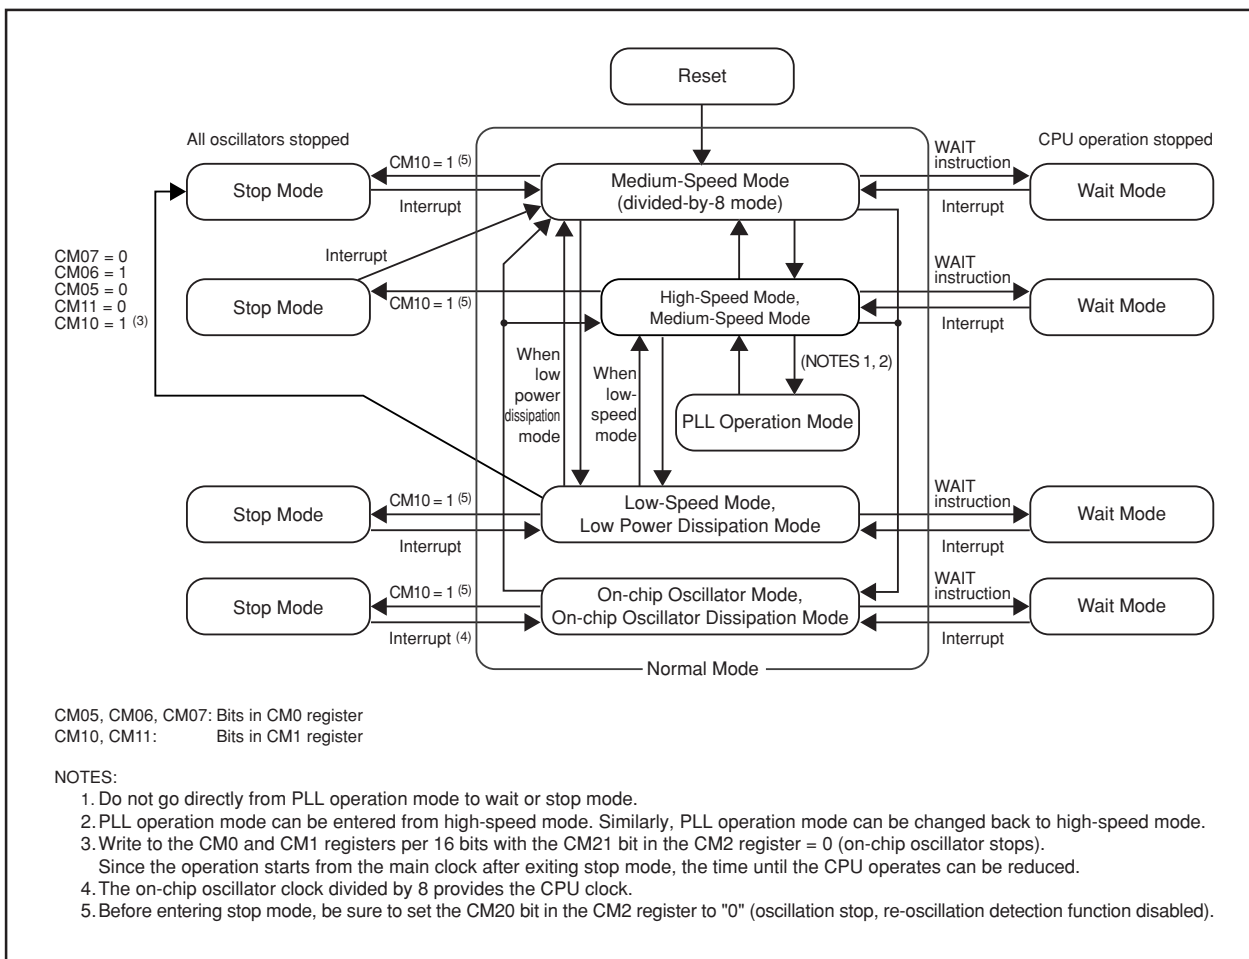 Reset
All oscillators stopped
CPU operation stopped
CM10 = 1 (5)
WAIT
instruction
Stop Mode
Medium-Speed Mode
(divided-by-8 mode)
Wait Mode
Interrupt
Interrupt
CM07 = 0
CM06 = 1
CM05 = 0
CM11 = 0
CM10 = 1 (3)
Interrupt
WAIT
instruction
Stop Mode
CM10 = 1 (5)
High-Speed Mode,
Medium-Speed Mode
Wait Mode
Interrupt
When
low
power
dissipation
mode
When
low-
speed
mode
(NOTES 1, 2)
PLL Operation Mode
CM10 = 1 (5)
WAIT
instruction
Stop Mode
Low-Speed Mode,
Low Power Dissipation Mode
Wait Mode
Interrupt
Interrupt
CM10 = 1 (5)
WAIT
instruction
Stop Mode
On-chip Oscillator Mode,
On-chip Oscillator Dissipation Mode
Wait Mode
Interrupt (4)
Interrupt
Normal Mode
CM05, CM06, CM07: Bits in CM0 register
CM10, CM11: Bits in CM1 register
NOTES:
1. Do not go directly from PLL operation mode to wait or stop mode.
2. PLL operation mode can be entered from high-speed mode. Similarly, PLL operation mode can be changed back to high-speed mode.
3. Write to the CM0 and CM1 registers per 16 bits with the CM21 bit in the CM2 register = 0 (on-chip oscillator stops).
Since the operation starts from the main clock after exiting stop mode, the time until the CPU operates can be reduced.
4. The on-chip oscillator clock divided by 8 provides the CPU clock.
5. Before entering stop mode, be sure to set the CM20 bit in the CM2 register to "0" (oscillation stop, re-oscillation detection function disabled).